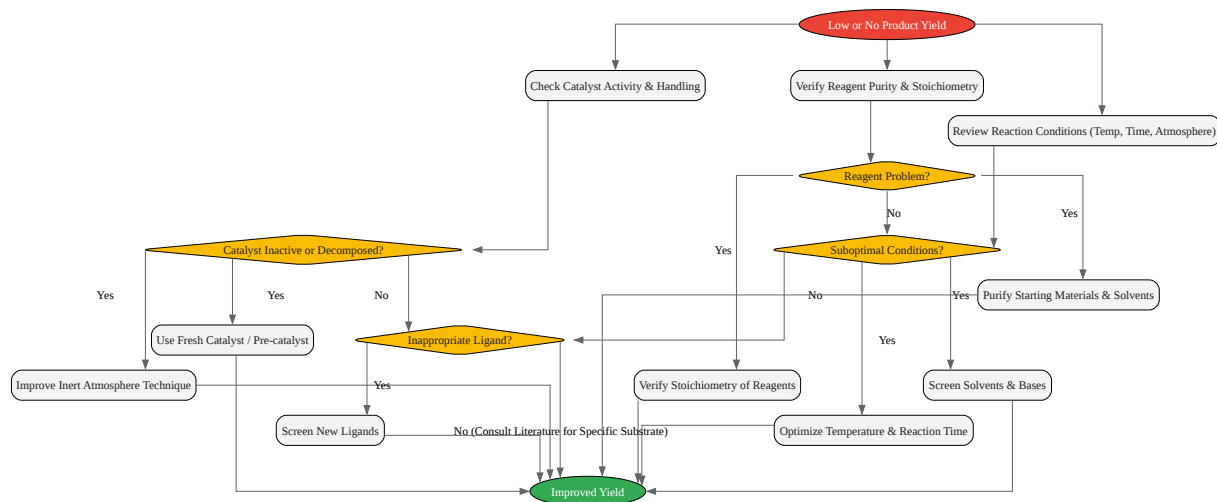 Low or No Product Yield
Check Catalyst Activity & Handling
Verify Reagent Purity & Stoichiometry
Review Reaction Conditions (Temp, Time, Atmosphere)
Reagent Problem?
No
Yes
Yes
Catalyst Inactive or Decomposed?
Suboptimal Conditions?
Yes
Yes
No
No
Yes
Purify Starting Materials & Solvents
Use Fresh Catalyst / Pre-catalyst
Inappropriate Ligand?
Yes
Improve Inert Atmosphere Technique
Yes
Verify Stoichiometry of Reagents
Screen Solvents & Bases
Screen New Ligands
No (Consult Literature for Specific Substrate)
Optimize Temperature & Reaction Time
Improved Yield